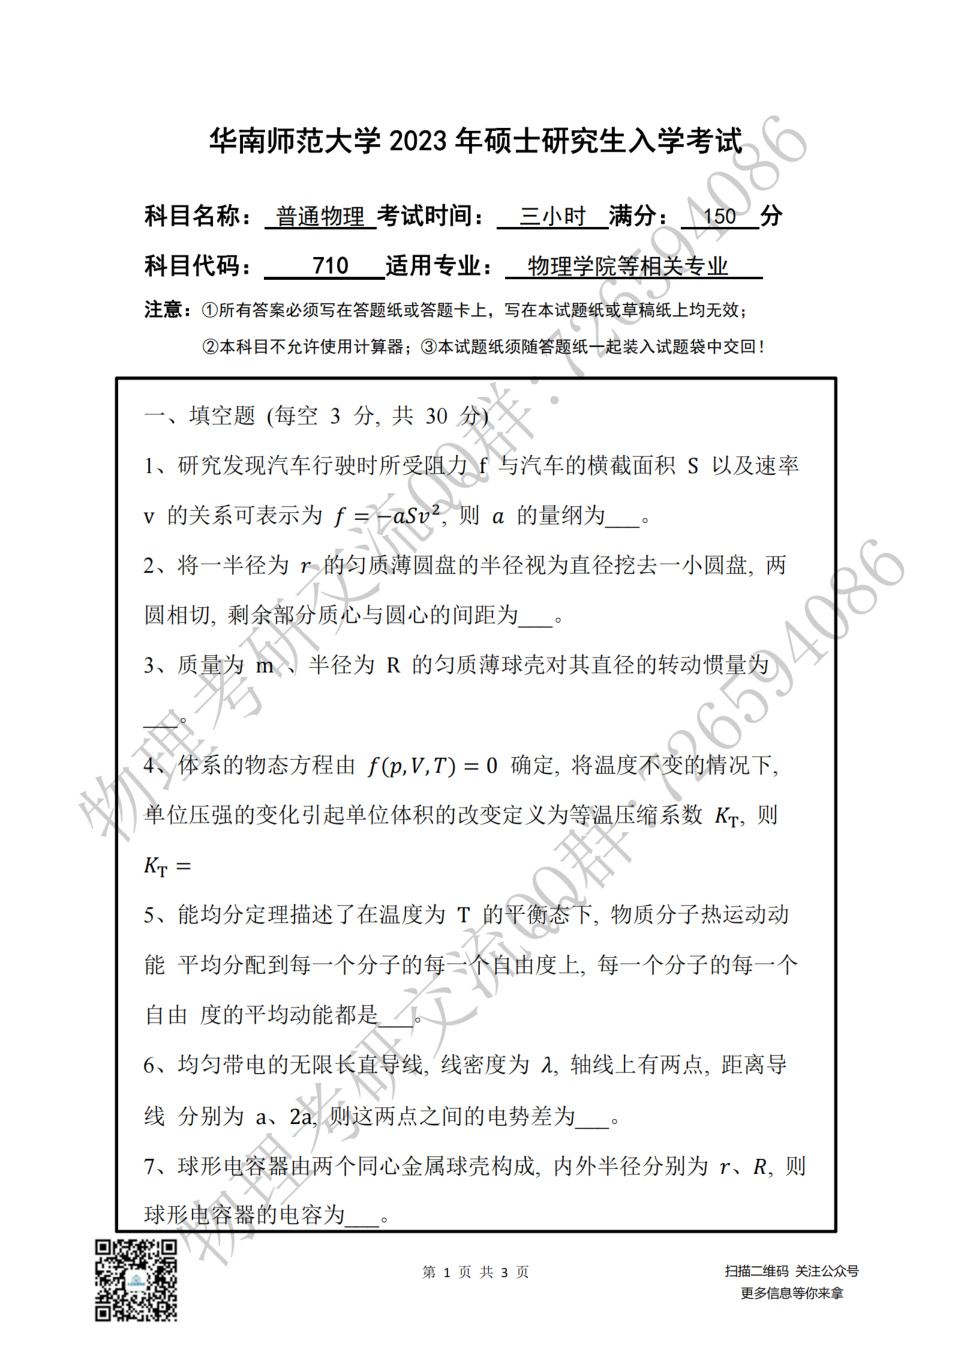 华南师范大学 2023 年硕士研究生入学考试
科目名称： 普通物理 考试时间： 三小时 满分： 150 分
科目代码： 710 适用专业： 物理学院等相关专业
注意：①所有答案必须写在答题纸或答题卡上，写在本试题纸或草稿纸上均无效；
②本科目不允许使用计算器；③本试题纸须随答题纸一起装入试题袋中交回！
一、填空题 (每空 3 分, 共 30 分)
1、研究发现汽车行驶时所受阻力 f 与汽车的横截面积 S 以及速率
v 的关系可表示为 f = −aSv², 则 a 的量纲为___。
2、将一半径为 r 的匀质薄圆盘的半径视为直径挖去一小圆盘, 两
圆相切, 剩余部分质心与圆心的间距为___。
3、质量为 m 、半径为 R 的匀质薄球壳对其直径的转动惯量为
___。
4、体系的物态方程由 f(p,V,T) = 0 确定, 将温度不变的情况下,
单位压强的变化引起单位体积的改变定义为等温压缩系数 K_T, 则
K_T =
5、能均分定理描述了在温度为 T 的平衡态下, 物质分子热运动动
能 平均分配到每一个分子的每一个自由度上, 每一个分子的每一个
自由 度的平均动能都是___。
6、均匀带电的无限长直导线, 线密度为 λ, 轴线上有两点, 距离导
线 分别为 a、2a, 则这两点之间的电势差为___。
7、球形电容器由两个同心金属球壳构成, 内外半径分别为 r、R, 则
球形电容器的电容为___。
物理考研交流QQ群:726594086
物理考研交流QQ群:726594086
第 1 页 共 3 页
扫描二维码 关注公众号
更多信息等你来拿